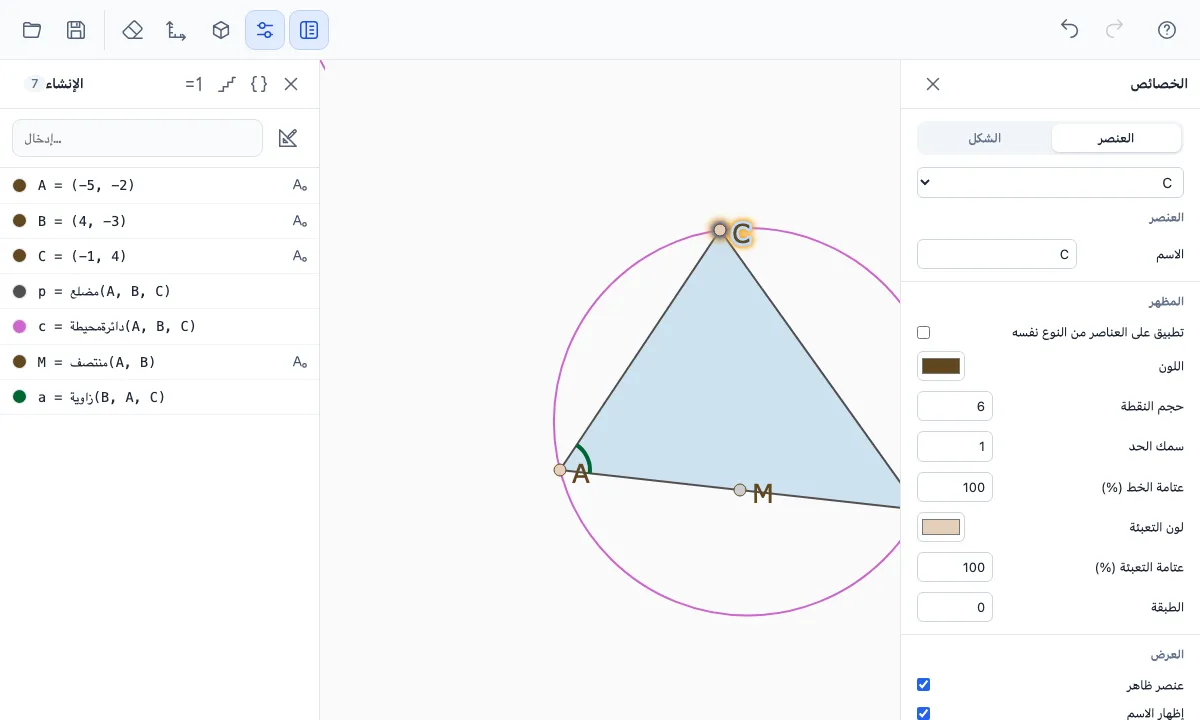 الإنشاء 7
=1
{ }
إدخال...
A = (−5, −2)
B = (4, −3)
C = (−1, 4)
p = مضلع(A, B, C)
c = دائرةمحيطة(A, B, C)
M = منتصف(A, B)
a = زاوية(B, A, C)
C
A
M
الخصائص
العنصر
الشكل
C
العنصر
الاسم
C
المظهر
تطبيق على العناصر من النوع نفسه
اللون
حجم النقطة
6
سمك الحد
1
عتامة الخط (%)
100
لون التعبئة
عتامة التعبئة (%)
100
الطبقة
0
العرض
عنصر ظاهر
إظهار الاسم